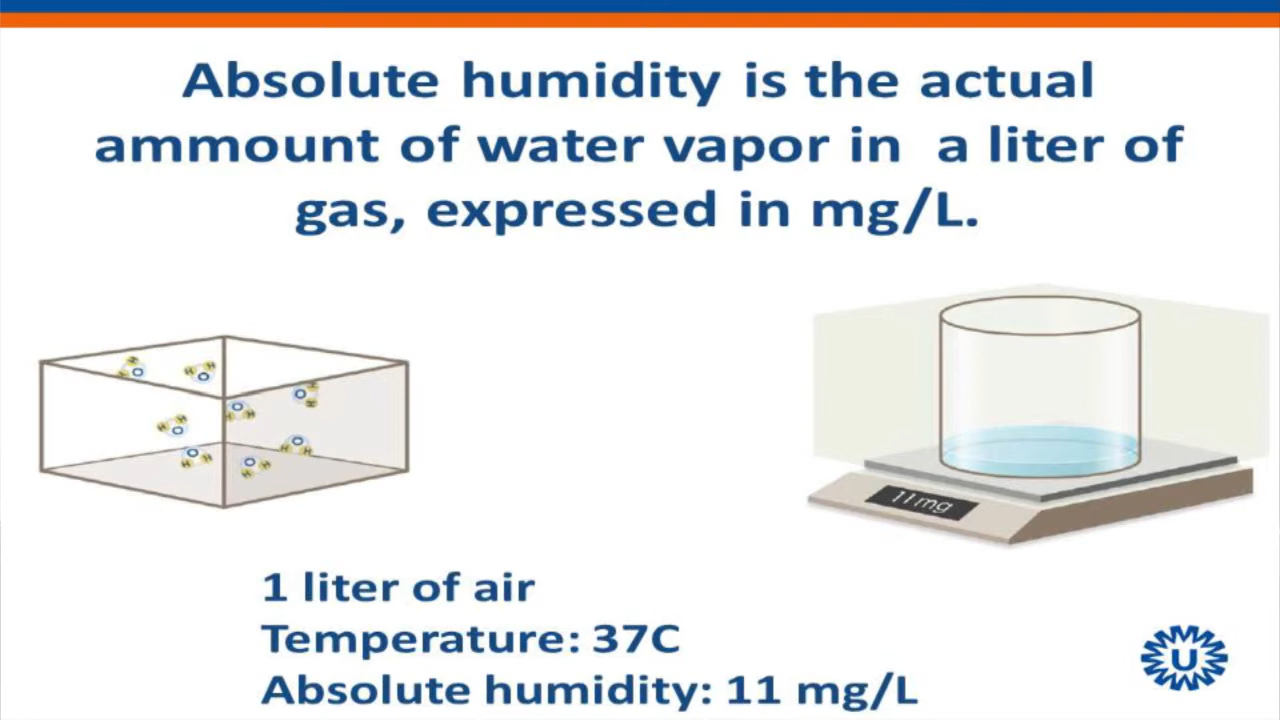 Absolute humidity is the actual
ammount of water vapor in a liter of
gas, expressed in mg/L.
11mg
1 liter of air
Temperature: 37C
Absolute humidity: 11 mg/L
U